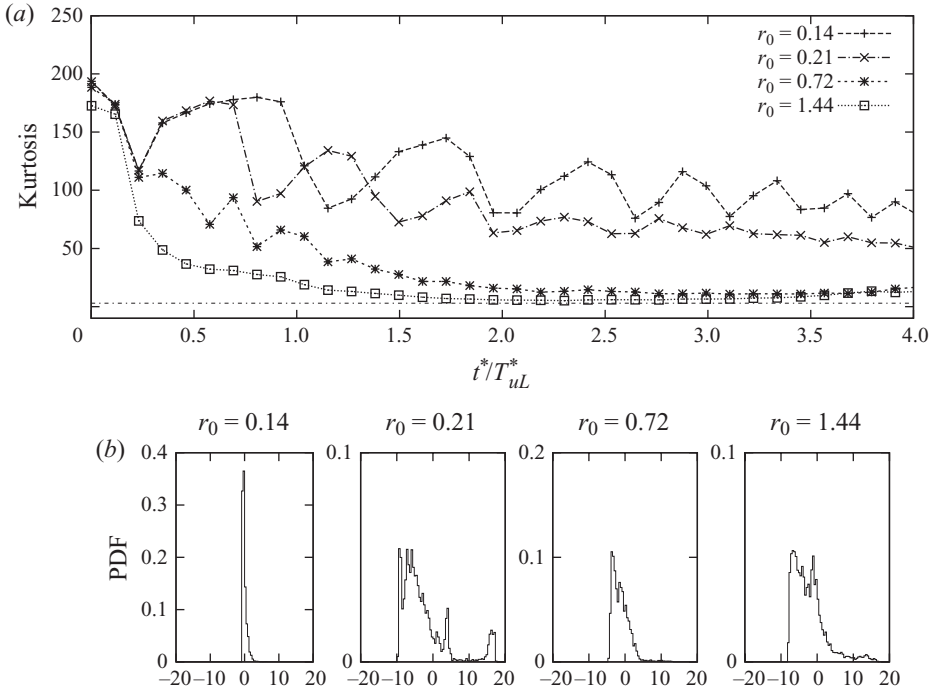 (a)
250
200
150
100
50
Kurtosis
r0 = 0.14
r0 = 0.21
r0 = 0.72
r0 = 1.44
0 0.5 1.0 1.5 2.0 2.5 3.0 3.5 4.0
t*/T*uL
(b)
r0 = 0.14 r0 = 0.21 r0 = 0.72 r0 = 1.44
0.4 0.1 0.2 0.1
0.3
0.2 0.1
0.1
0 0 0 0
PDF
−20 −10 0 10 20 −20 −10 0 10 20 −20 −10 0 10 20 −20 −10 0 10 20